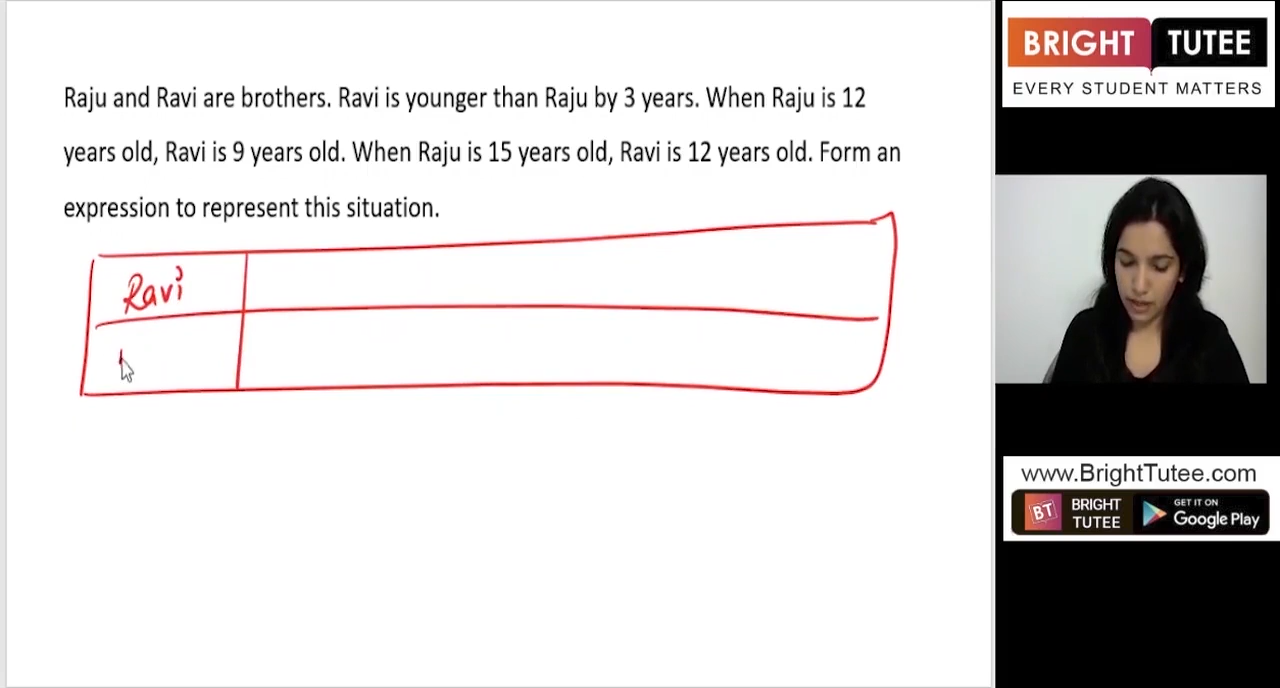 Raju and Ravi are brothers. Ravi is younger than Raju by 3 years. When Raju is 12
years old, Ravi is 9 years old. When Raju is 15 years old, Ravi is 12 years old. Form an
expression to represent this situation.
Ravi
BRIGHT TUTEE
EVERY STUDENT MATTERS
www.BrightTutee.com
BT BRIGHT TUTEE
GET IT ON
Google Play